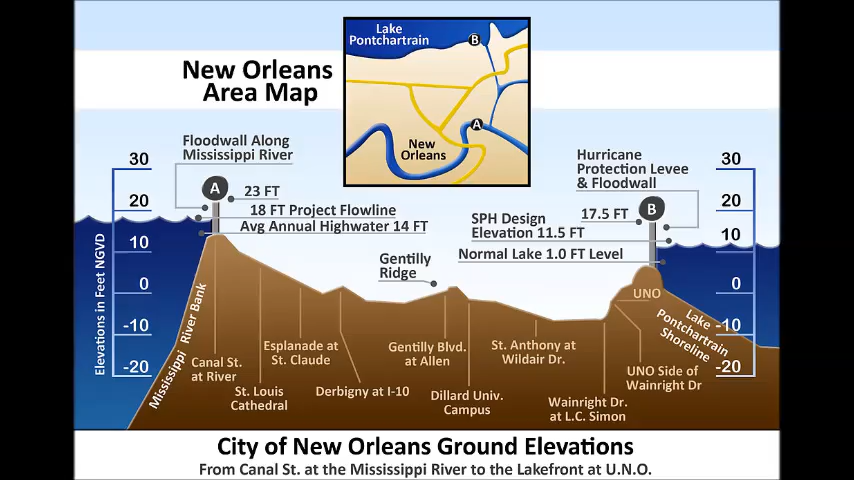 Lake
Pontchartrain
B
New Orleans
Area Map
A
New
Orleans
Floodwall Along
Mississippi River
Hurricane
Protection Levee
& Floodwall
30
20
10
0
-10
-20
Elevations in Feet NGVD
A
23 FT
18 FT Project Flowline
Avg Annual Highwater 14 FT
Gentilly
Ridge
SPH Design
Elevation 11.5 FT
17.5 FT
B
Normal Lake 1.0 FT Level
30
20
10
0
-10
-20
Mississippi River Bank
Canal St.
at River
St. Louis
Cathedral
Esplanade at
St. Claude
Derbigny at I-10
Gentilly Blvd.
at Allen
Dillard Univ.
Campus
St. Anthony at
Wildair Dr.
Wainright Dr.
at L.C. Simon
UNO
UNO Side of
Wainright Dr
Lake
Pontchartrain
Shoreline
City of New Orleans Ground Elevations
From Canal St. at the Mississippi River to the Lakefront at U.N.O.